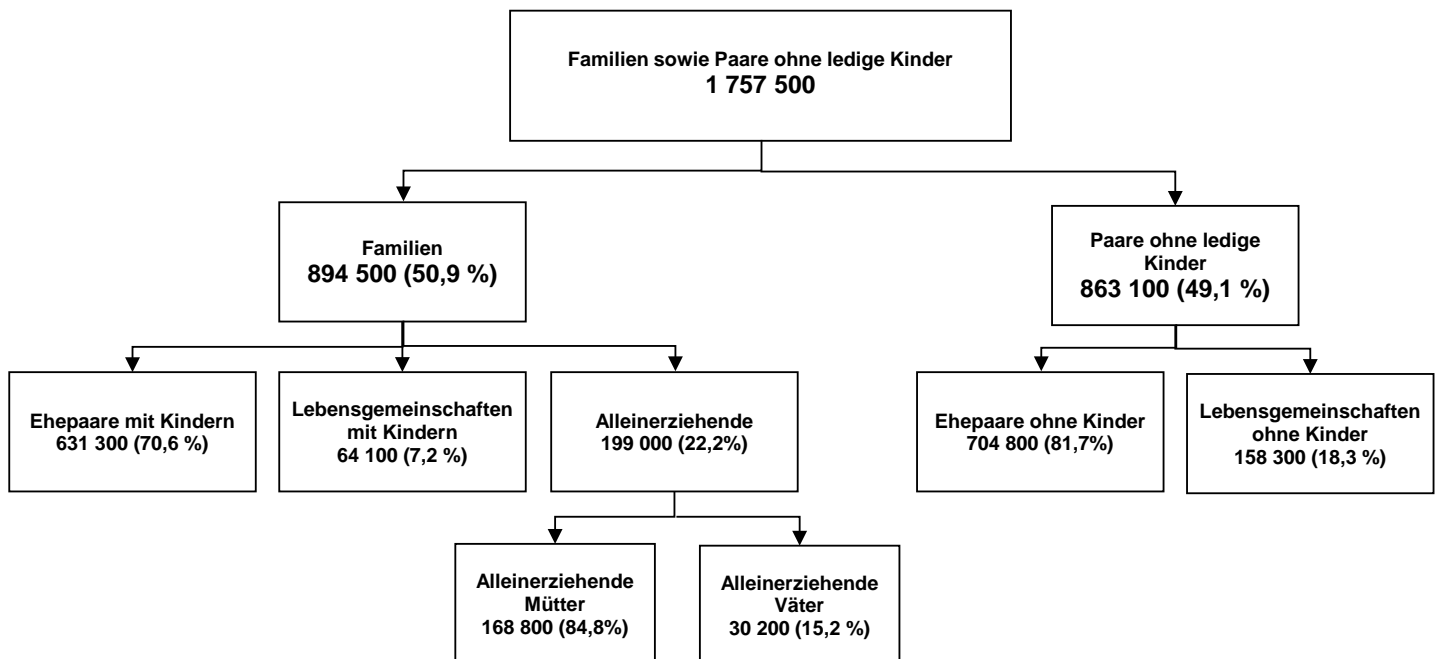 Familien sowie Paare ohne ledige Kinder
1 757 500
Familien
894 500 (50,9 %)
Paare ohne ledige
Kinder
863 100 (49,1 %)
Ehepaare mit Kindern
631 300 (70,6 %)
Lebensgemeinschaften
mit Kindern
64 100 (7,2 %)
Alleinerziehende
199 000 (22,2%)
Ehepaare ohne Kinder
704 800 (81,7%)
Lebensgemeinschaften
ohne Kinder
158 300 (18,3 %)
Alleinerziehende
Mütter
168 800 (84,8%)
Alleinerziehende
Väter
30 200 (15,2 %)